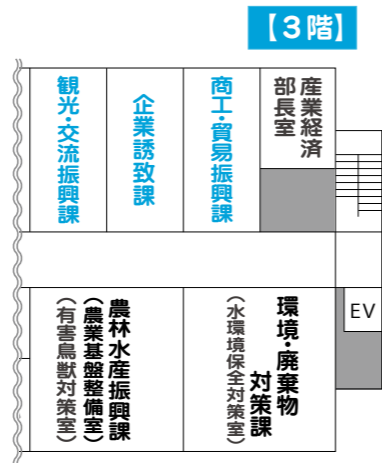 【3階】
産業経済
部長室
商工・貿易振興課
企業誘致課
観光・交流振興課
EV
環境・廃棄物
対策課
(水環境保全対策室)
農林水産振興課
(農業基盤整備室)
(有害鳥獣対策室)